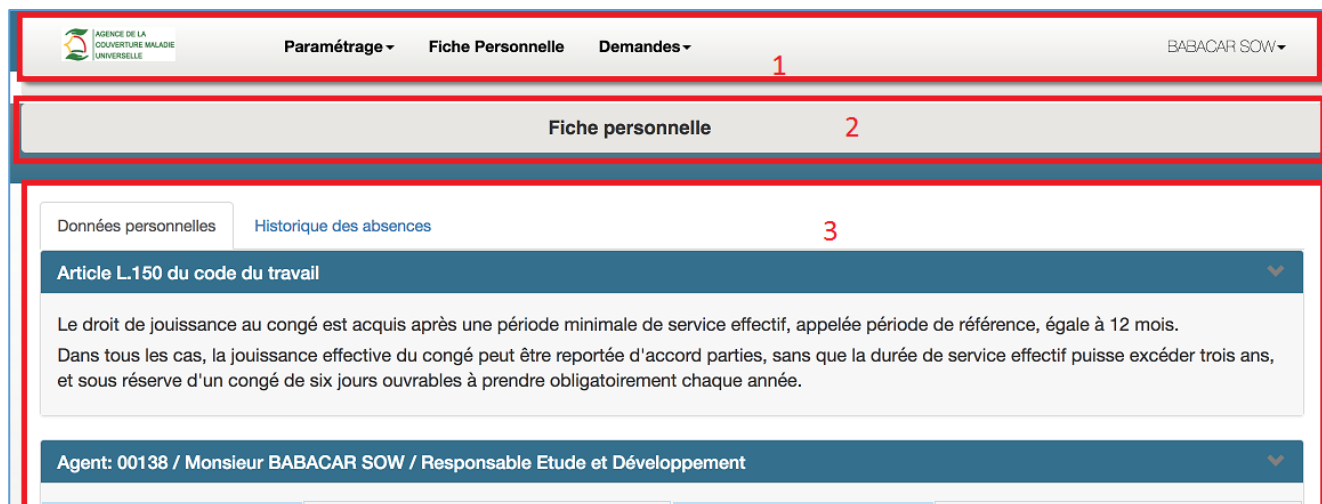 AGENCE DE LA
COUVERTURE MALADIE
UNIVERSELLE
Paramétrage Fiche Personnelle Demandes BABACAR SOW
1
Fiche personnelle 2
Données personnelles Historique des absences 3
Article L.150 du code du travail
Le droit de jouissance au congé est acquis après une période minimale de service effectif, appelée période de référence, égale à 12 mois.
Dans tous les cas, la jouissance effective du congé peut être reportée d'accord parties, sans que la durée de service effectif puisse excéder trois ans,
et sous réserve d'un congé de six jours ouvrables à prendre obligatoirement chaque année.
Agent: 00138 / Monsieur BABACAR SOW / Responsable Etude et Développement